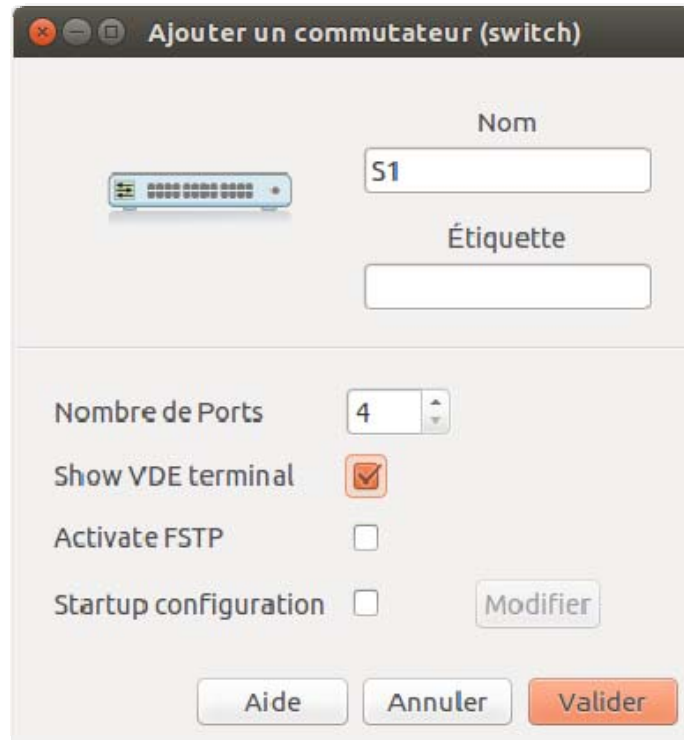 Ajouter un commutateur (switch)
Nom
S1
Étiquette
Nombre de Ports 4
Show VDE terminal
Activate FSTP
Startup configuration Modifier
Aide Annuler Valider